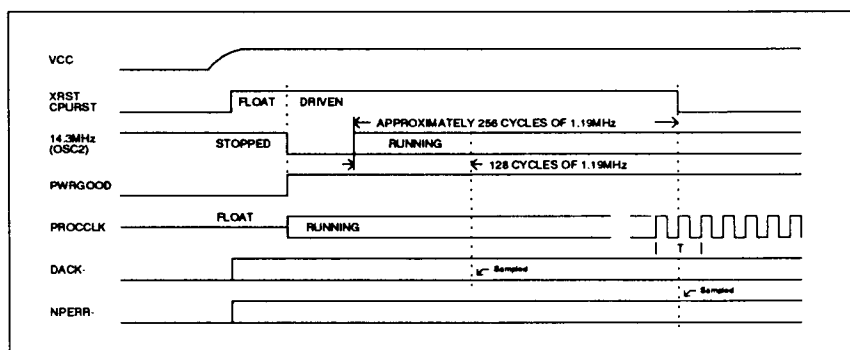 VCC
XRST
CPURST
FLOAT DRIVEN
APPROXIMATELY 256 CYCLES OF 1.19MHz
14.3MHz
(OSC2)
STOPPED
RUNNING
128 CYCLES OF 1.19MHz
PWRGOOD
FLOAT
PROCCLK
RUNNING
T
DACK-
Sampled
Sampled
NPERR-